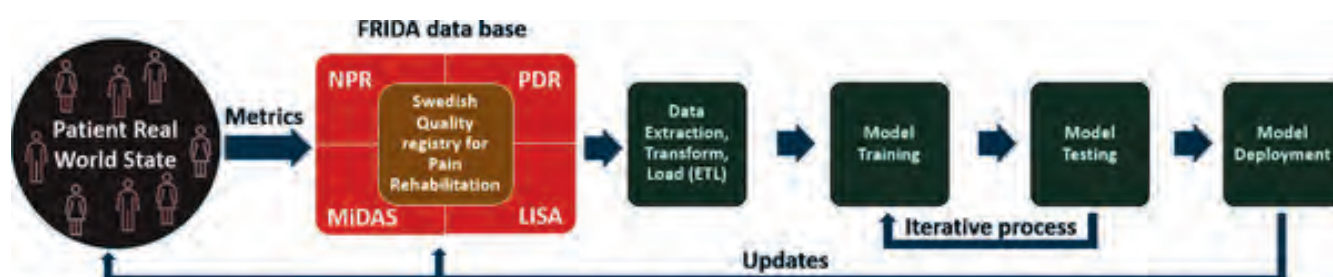 FRIDA data base
Patient Real
World State
Metrics
NPR
PDR
Swedish
Quality
registry for
Pain
Rehabilitation
MiDAS
LISA
Data
Extraction,
Transform,
Load (ETL)
Model
Training
Model
Testing
Model
Deployment
Iterative process
Updates